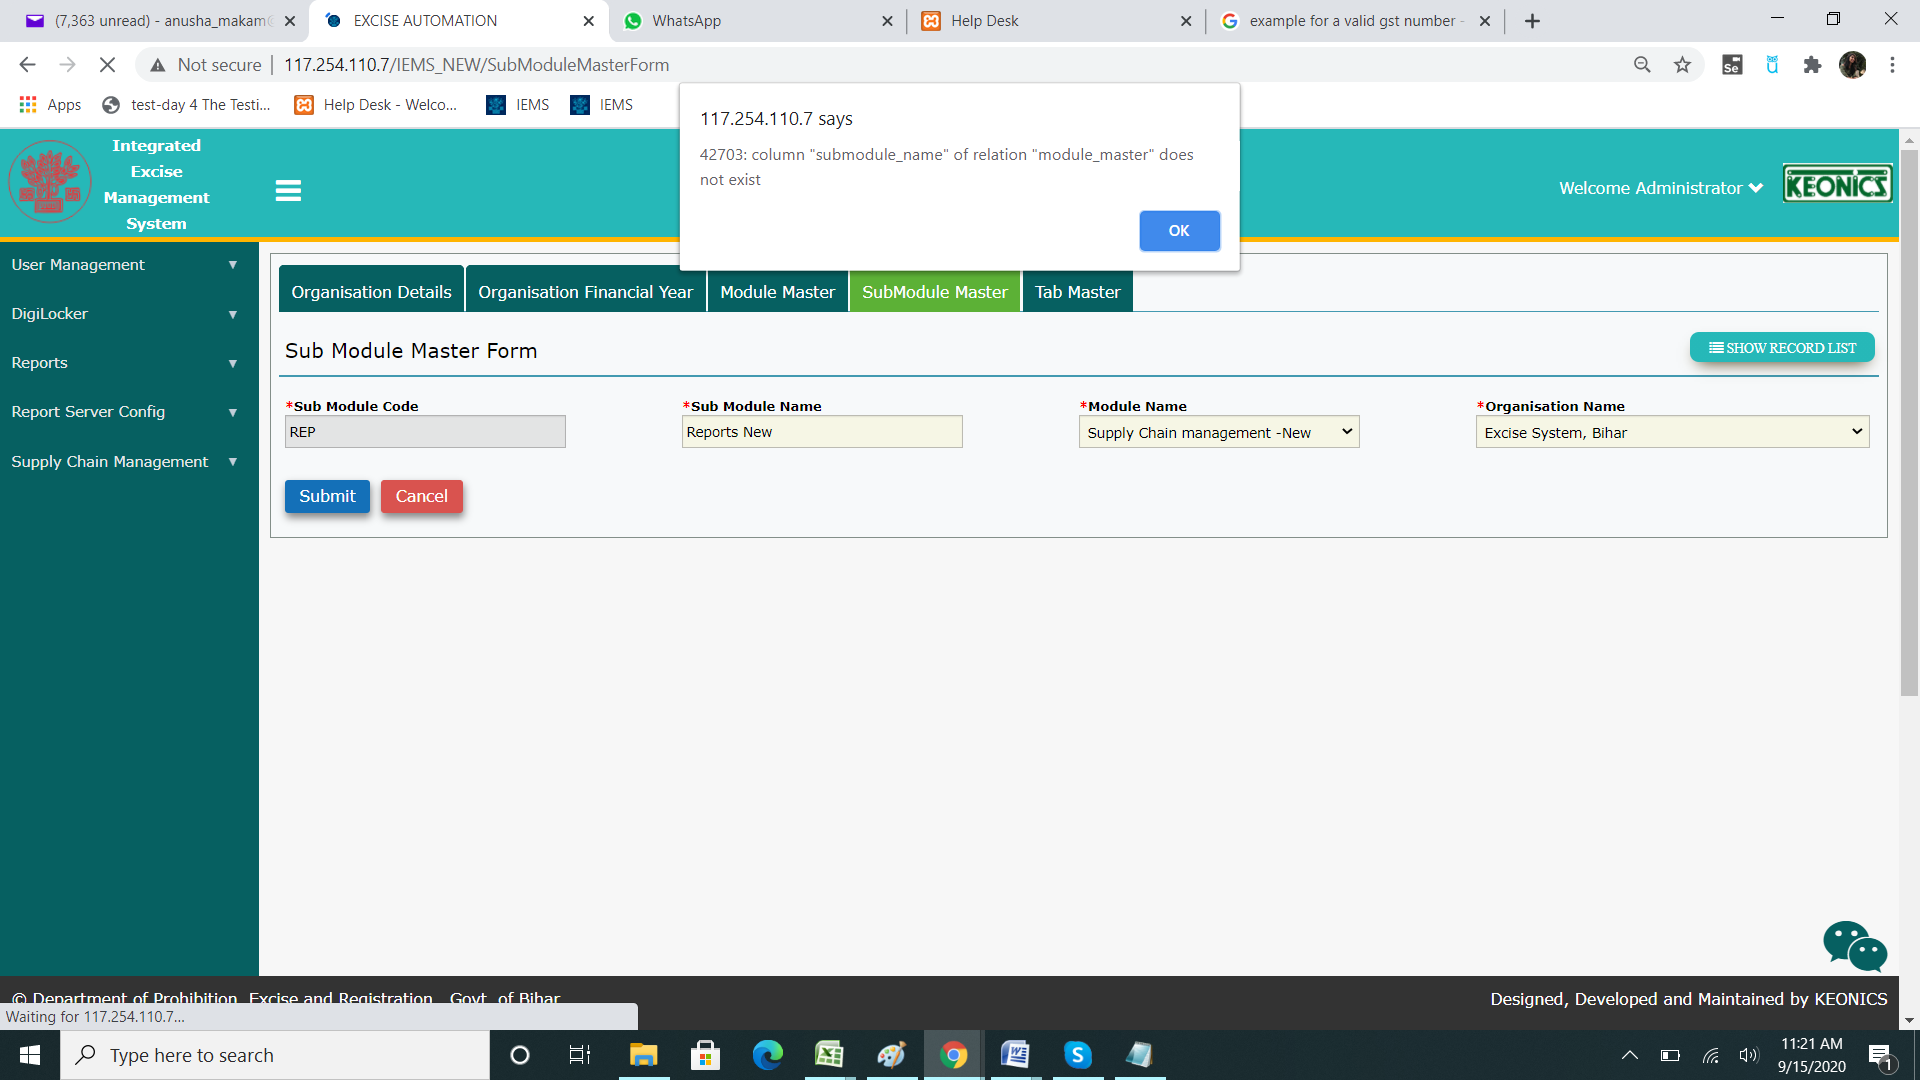 (7,363 unread) - anusha_makam@
EXCISE AUTOMATION
WhatsApp
Help Desk
example for a valid gst number -
Not secure
117.254.110.7/IEMS_NEW/SubModuleMasterForm
Se
Apps
test-day 4 The Testi...
Help Desk - Welco...
IEMS
IEMS
117.254.110.7 says
42703: column "submodule_name" of relation "module_master" does
not exist
OK
Integrated
Excise
Management
System
Welcome Administrator
KEONICS
User Management
DigiLocker
Reports
Report Server Config
Supply Chain Management
Organisation Details
Organisation Financial Year
Module Master
SubModule Master
Tab Master
Sub Module Master Form
SHOW RECORD LIST
*Sub Module Code
*Sub Module Name
*Module Name
*Organisation Name
REP
Reports New
Supply Chain management -New
Excise System, Bihar
Submit
Cancel
© Department of Prohibition, Excise and Registration, Govt. of Bihar
Designed, Developed and Maintained by KEONICS
Waiting for 117.254.110.7...
Type here to search
11:21 AM
9/15/2020
1